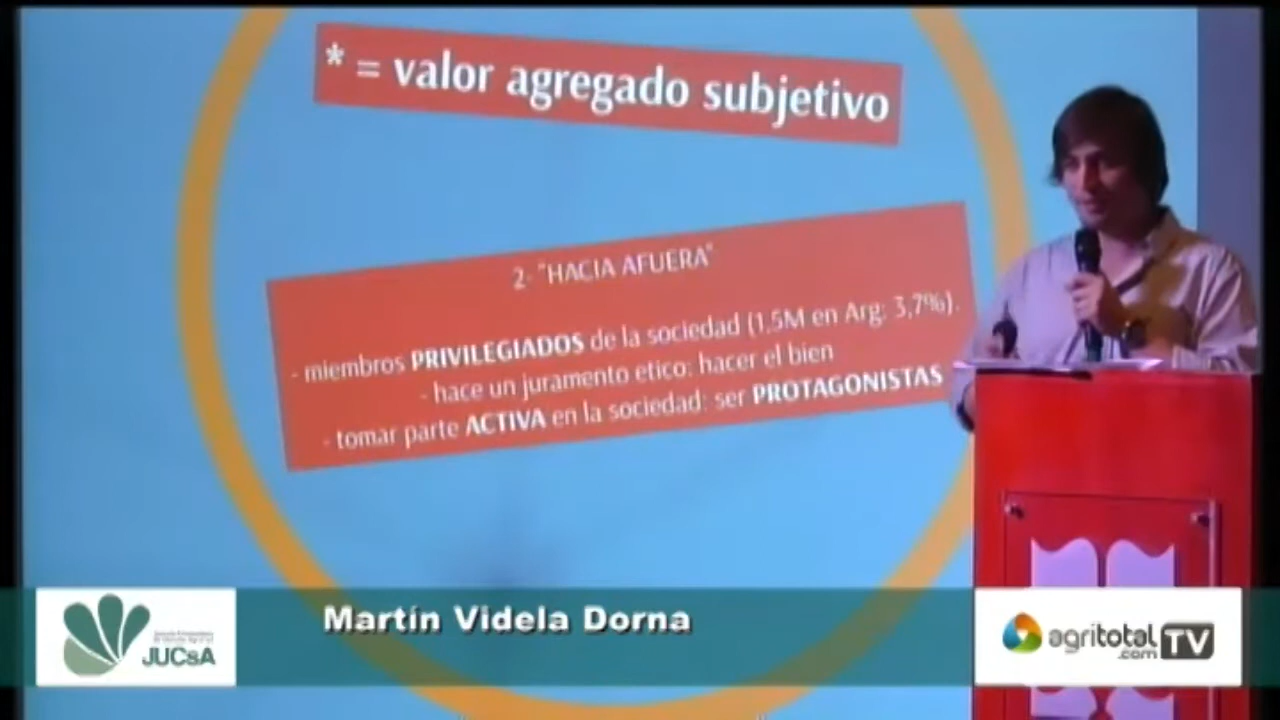 * = valor agregado subjetivo
2- "HACIA AFUERA"
- miembros PRIVILEGIADOS de la sociedad (1,5M en Arg: 3,7%).
- hace un juramento etico: hacer el bien
- tomar parte ACTIVA en la sociedad: ser PROTAGONISTAS
Martín Videla Dorna
JUC&A
agritotal
.com
TV